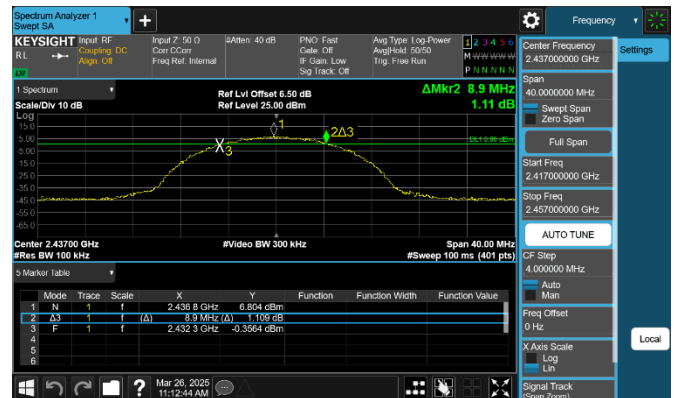 Spectrum Analyzer 1
Swept SA
KEYSIGHT
RL
Input: RF
Coupling: DC
Align: Off
Input Z: 50 Ω
Corr CCorr
Freq Ref: Internal
#Atten: 40 dB
PNO: Fast
Gate: Off
IF Gain: Low
Sig Track: Off
Avg Type: Log-Power
Avg|Hold: 50/50
Trig: Free Run
1 2 3 4 5 6
M W W W W W
P N N N N N
1 Spectrum
Scale/Div 10 dB
Ref Lvl Offset 6.50 dB
Ref Level 25.00 dBm
ΔMkr2 8.9 MHz
1.11 dB
Log
15.0
5.00
-5.00
-15.0
-25.0
-35.0
-45.0
-55.0
-65.0
1
2Δ3
3
Center 2.43700 GHz
#Res BW 100 kHz
#Video BW 300 kHz
Span 40.00 MHz
#Sweep 100 ms (401 pts)
5 Marker Table
Mode Trace Scale X Y Function Function Width Function Value
1 N 1 f 2.436 8 GHz 6.804 dBm
2 Δ3 1 f (Δ) 8.9 MHz (Δ) 1.109 dB
3 F 1 f 2.432 3 GHz -0.3564 dBm
4
5
6
?
Mar 26, 2025
11:12:44 AM
Frequency
Settings
Center Frequency
2.437000000 GHz
Span
40.0000000 MHz
Swept Span
Zero Span
Full Span
Start Freq
2.417000000 GHz
Stop Freq
2.457000000 GHz
AUTO TUNE
CF Step
4.000000 MHz
Auto
Man
Freq Offset
0 Hz
X Axis Scale
Log
Lin
Signal Track
(Span Zoom)
Local